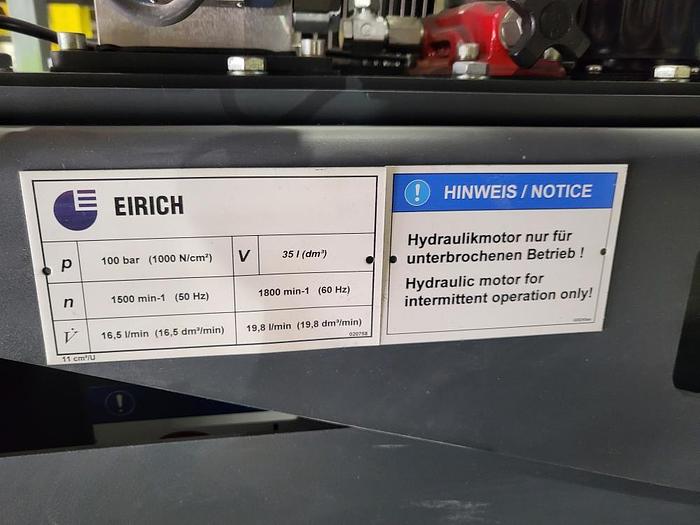 EIRICH
p 100 bar (1000 N/cm²) V 35 l (dm³)
n 1500 min-1 (50 Hz) 1800 min-1 (60 Hz)
V̇ 16,5 l/min (16,5 dm³/min) 19,8 l/min (19,8 dm³/min)
020768
11 cm³/U
HINWEIS / NOTICE
Hydraulikmotor nur für
unterbrochenen Betrieb !
Hydraulic motor for
intermittent operation only!